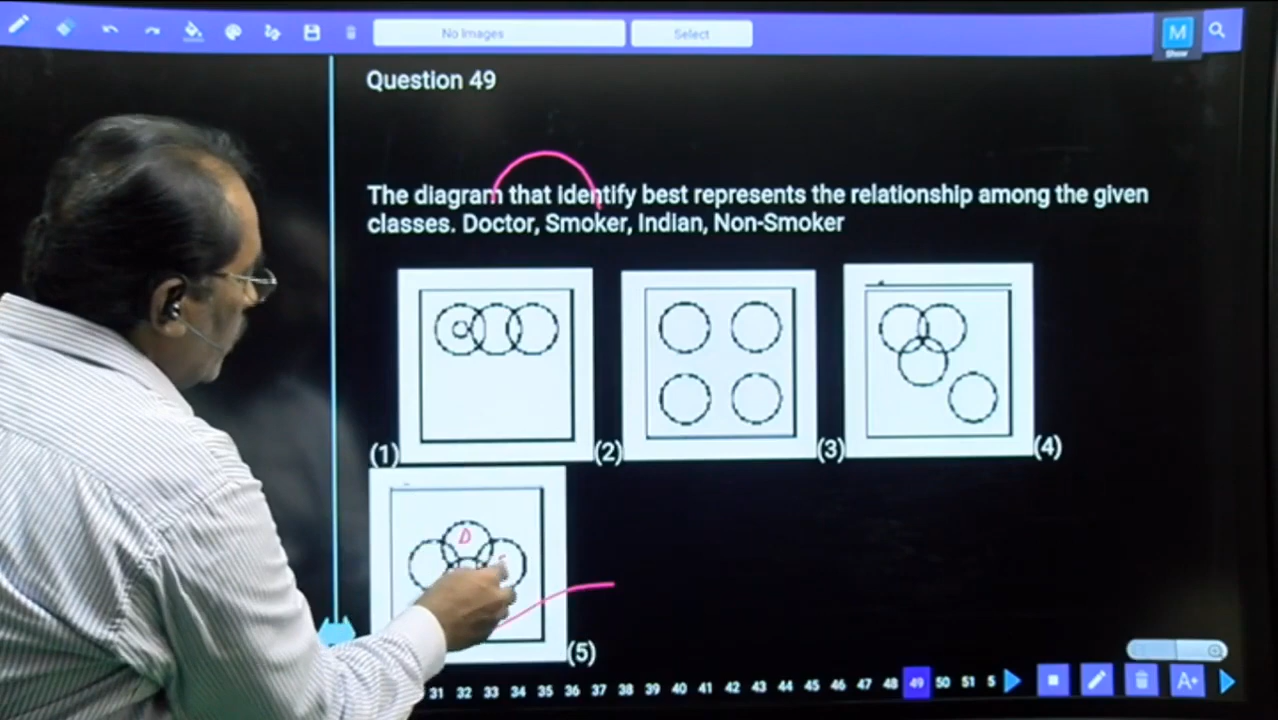 No Images
Select
M
Show
Question 49
The diagram that identify best represents the relationship among the given
classes. Doctor, Smoker, Indian, Non-Smoker
(1)
(2)
(3)
(4)
D
(5)
31 32 33 34 35 36 37 38 39 40 41 42 43 44 45 46 47 48 49 50 51 5
A+